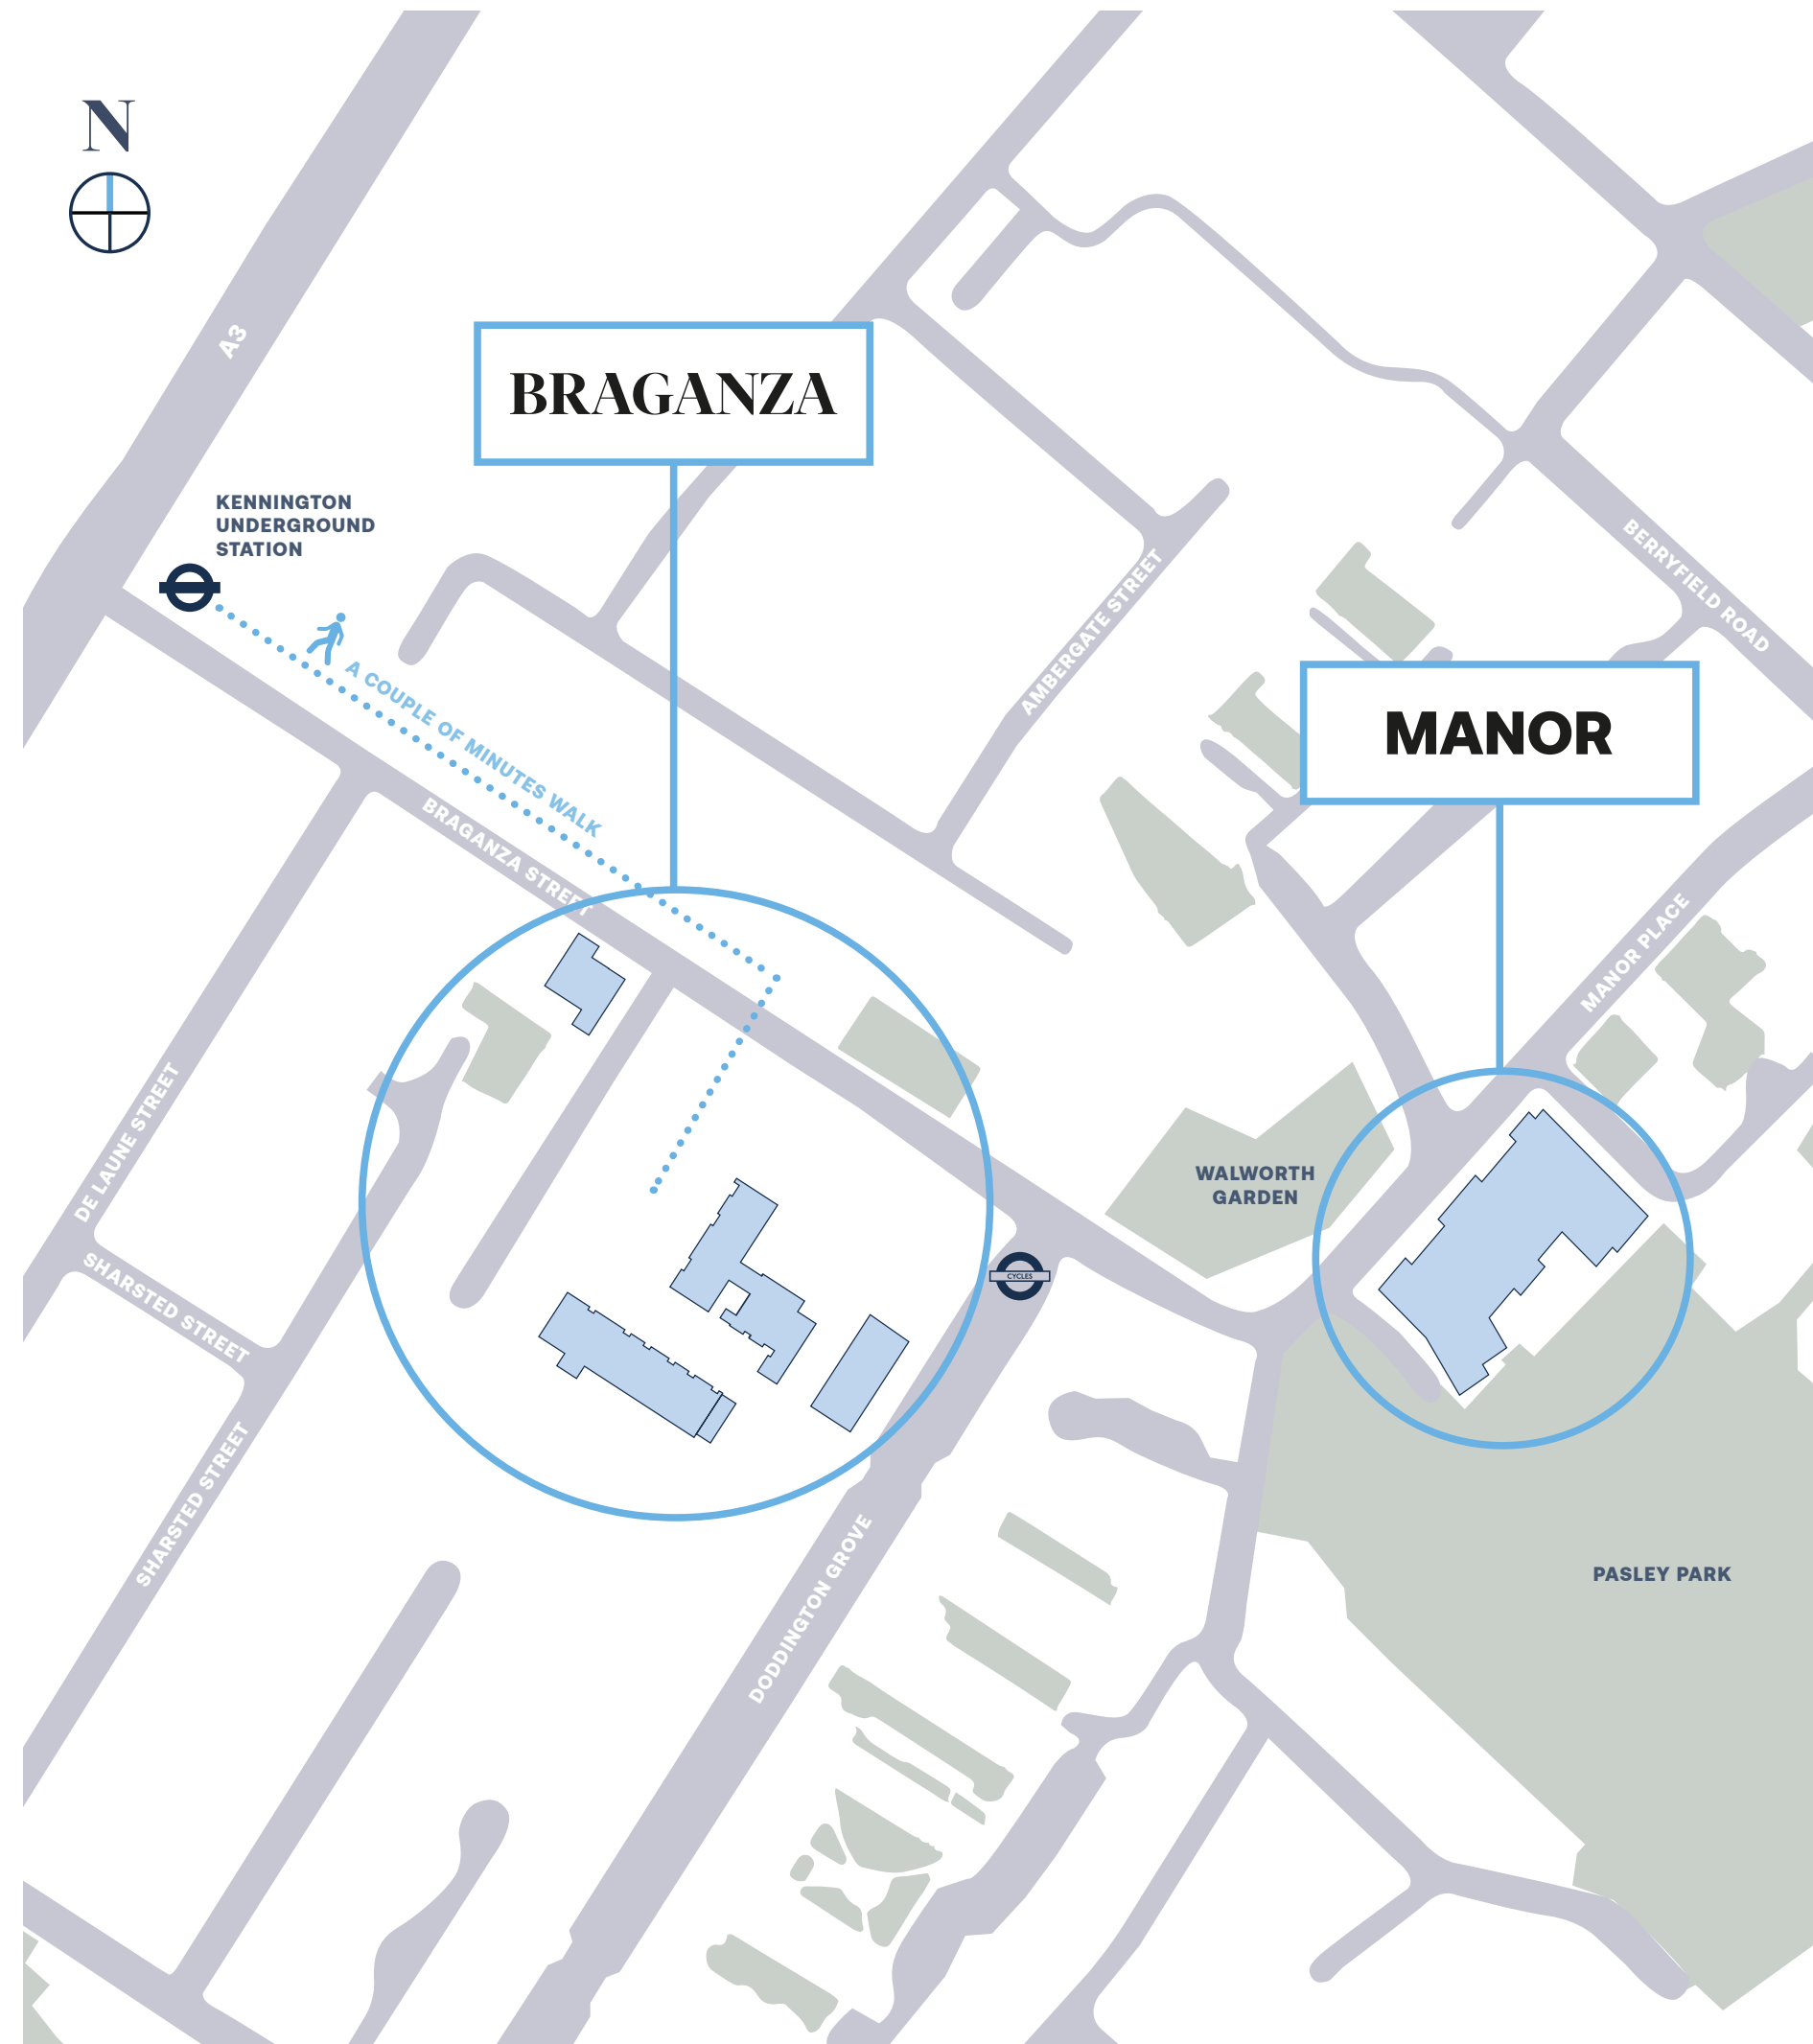 N
A3
BRAGANZA
KENNINGTON
UNDERGROUND
STATION
A COUPLE OF MINUTES WALK
BRAGANZA STREET
AMBERGATE STREET
BERRYFIELD ROAD
MANOR
MANOR PLACE
DE LAUNE STREET
WALWORTH
GARDEN
SHARSTED STREET
CYCLES
SHARSTED STREET
DODDINGTON GROVE
PASLEY PARK